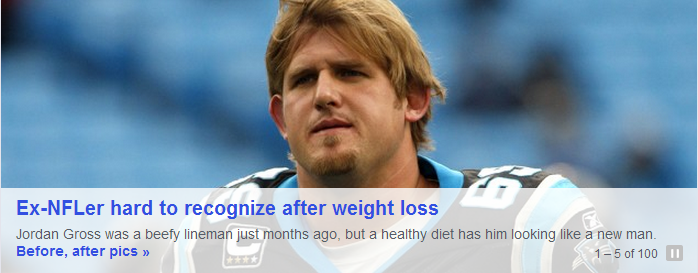 69
C
Ex-NFLer hard to recognize after weight loss
Jordan Gross was a beefy lineman just months ago, but a healthy diet has him looking like a new man.
Before, after pics »
1 – 5 of 100